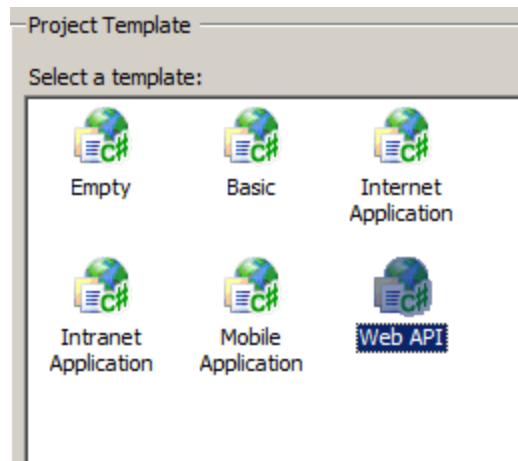 Project Template
Select a template:
C#
C#
C#
Empty
Basic
Internet
Application
C#
C#
C#
Intranet
Application
Mobile
Application
Web API